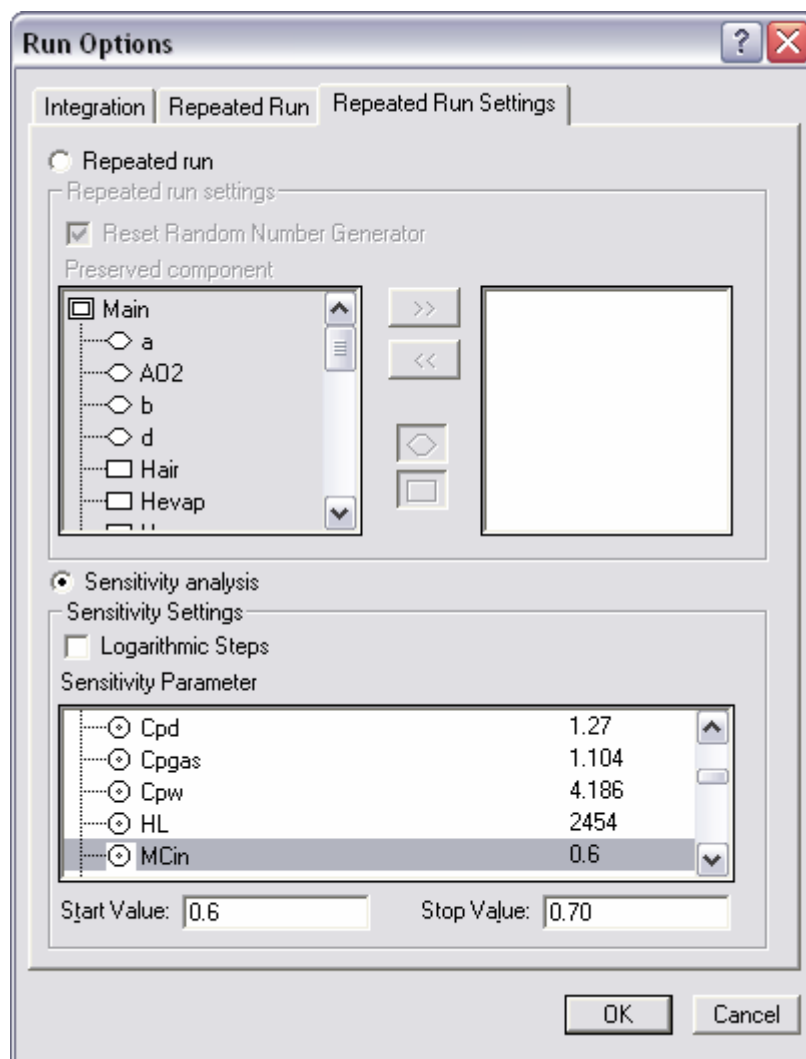 Run Options
Integration Repeated Run Repeated Run Settings
Repeated run
Repeated run settings
Reset Random Number Generator
Preserved component
Main
a
AO2
b
d
Hair
Hevap
>>
<<
Sensitivity analysis
Sensitivity Settings
Logarithmic Steps
Sensitivity Parameter
Cpd 1.27
Cpgas 1.104
Cpw 4.186
HL 2454
MCin 0.6
Start Value: 0.6 Stop Value: 0.70
OK Cancel